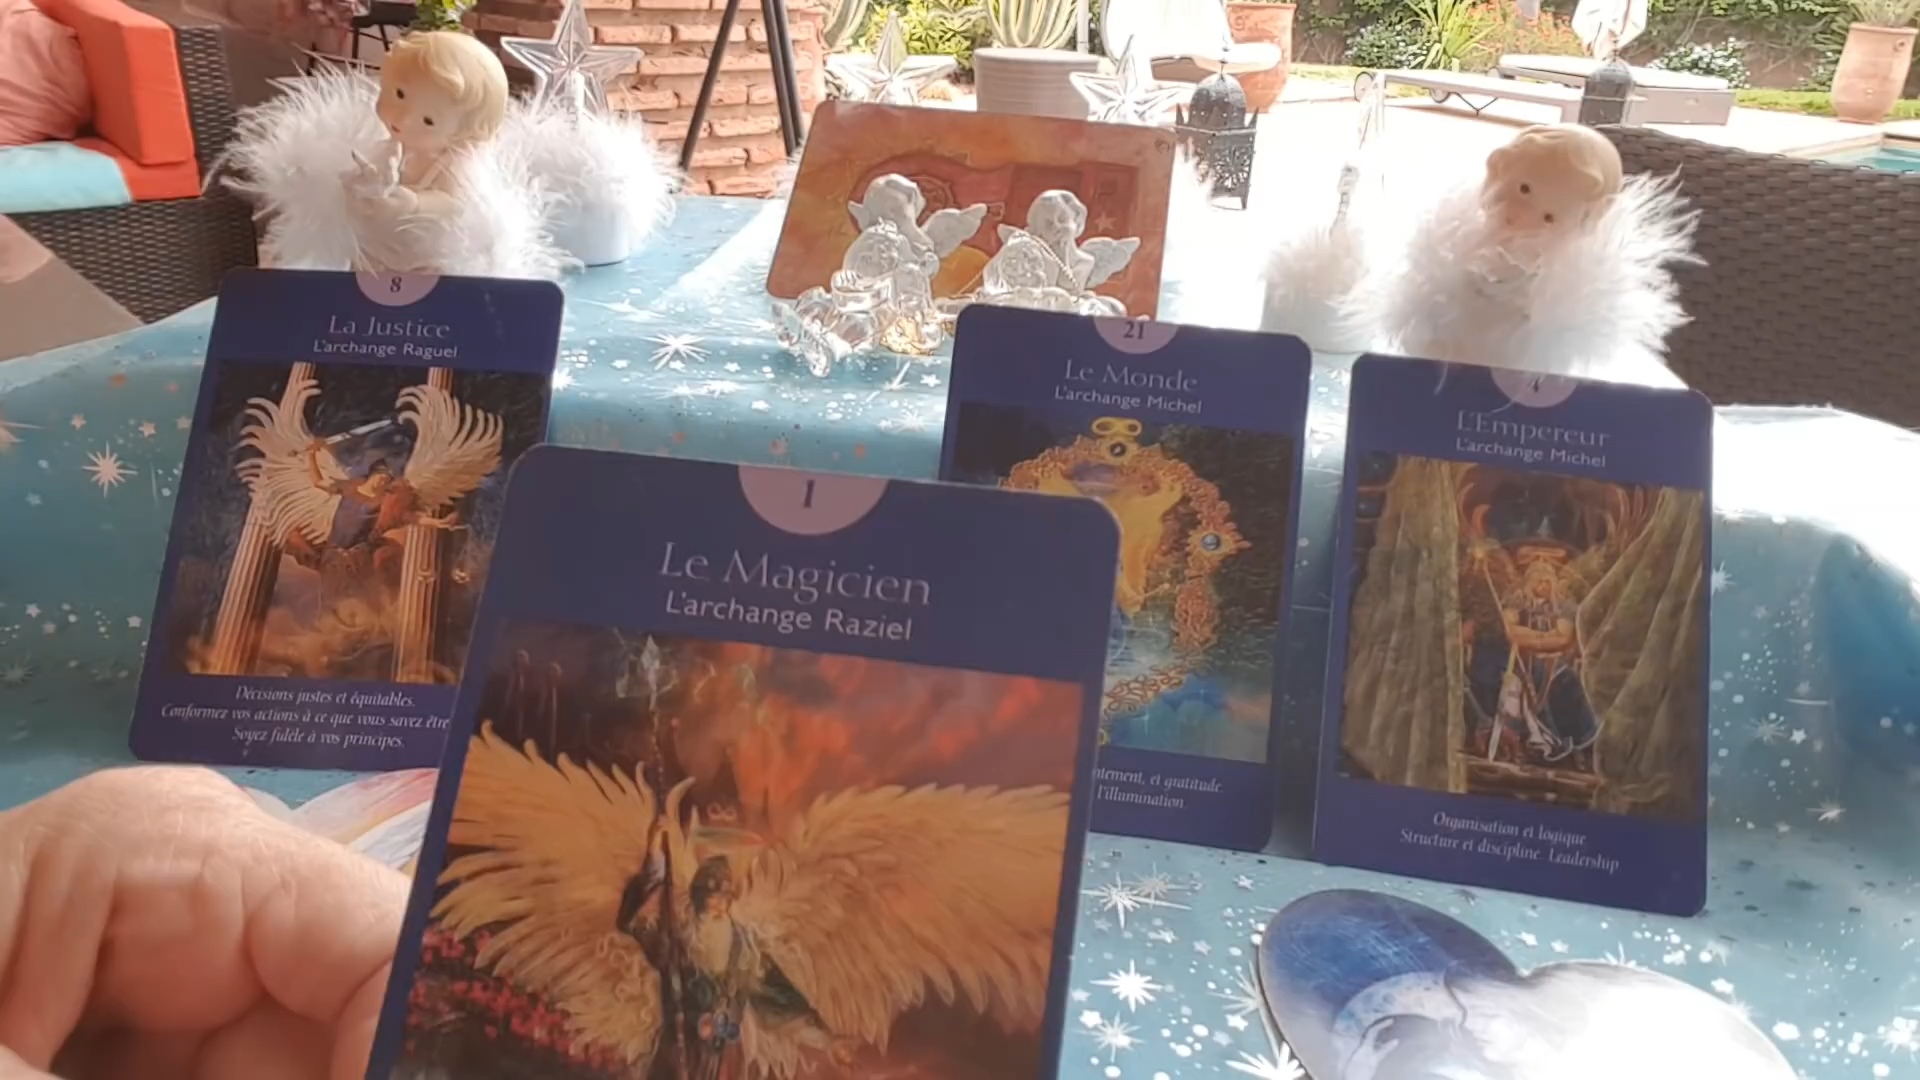 8
La Justice
L'archange Raguel
Décisions justes et équitables.
Conformez vos actions à ce que vous savez être
Soyez fidèle à vos principes.
1
Le Magicien
L'archange Raziel
21
Le Monde
L'archange Michel
et gratitude.
l'illumination.
4
L'Empereur
L'archange Michel
Organisation et logique
Structure et discipline. Leadership